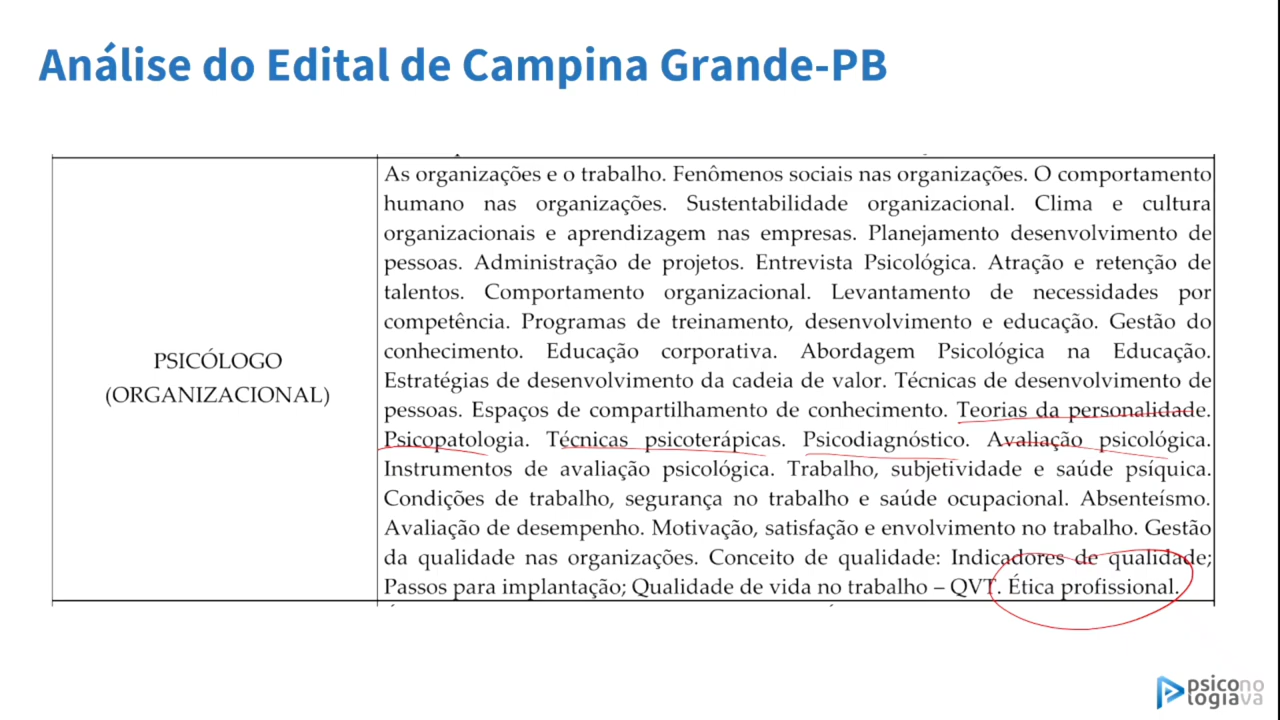 Análise do Edital de Campina Grande-PB
PSICÓLOGO
(ORGANIZACIONAL)
As organizações e o trabalho. Fenômenos sociais nas organizações. O comportamento
humano nas organizações. Sustentabilidade organizacional. Clima e cultura
organizacionais e aprendizagem nas empresas. Planejamento desenvolvimento de
pessoas. Administração de projetos. Entrevista Psicológica. Atração e retenção de
talentos. Comportamento organizacional. Levantamento de necessidades por
competência. Programas de treinamento, desenvolvimento e educação. Gestão do
conhecimento. Educação corporativa. Abordagem Psicológica na Educação.
Estratégias de desenvolvimento da cadeia de valor. Técnicas de desenvolvimento de
pessoas. Espaços de compartilhamento de conhecimento. Teorias da personalidade.
Psicopatologia. Técnicas psicoterápicas. Psicodiagnóstico. Avaliação psicológica.
Instrumentos de avaliação psicológica. Trabalho, subjetividade e saúde psíquica.
Condições de trabalho, segurança no trabalho e saúde ocupacional. Absenteísmo.
Avaliação de desempenho. Motivação, satisfação e envolvimento no trabalho. Gestão
da qualidade nas organizações. Conceito de qualidade: Indicadores de qualidade;
Passos para implantação; Qualidade de vida no trabalho – QVT. Ética profissional.
psicono
logiava